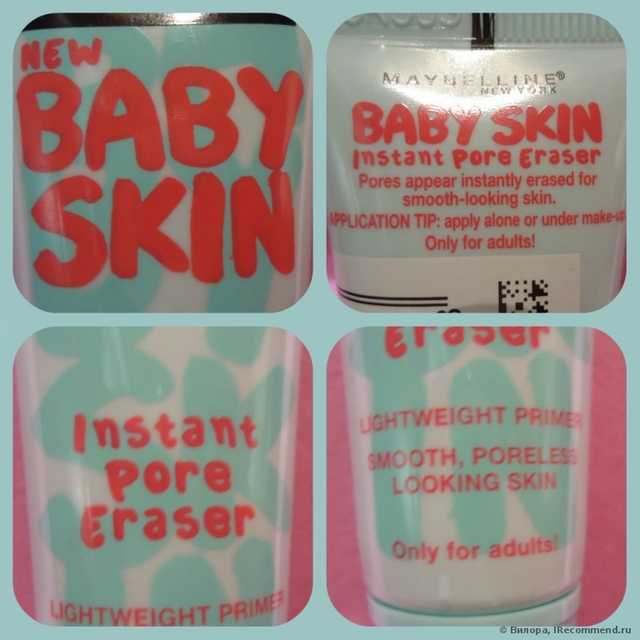 NEW
BABY
SKIN
MAYBELLINE®
NEW YORK
BABY SKIN
Instant Pore Eraser
Pores appear instantly erased for
smooth-looking skin.
APPLICATION TIP: apply alone or under make-up
Only for adults!
Instant
Pore
Eraser
LIGHTWEIGHT PRIMER
Eraser
LIGHTWEIGHT PRIMER
SMOOTH, PORELESS
LOOKING SKIN
Only for adults!
© Вилора, IRecommend.ru